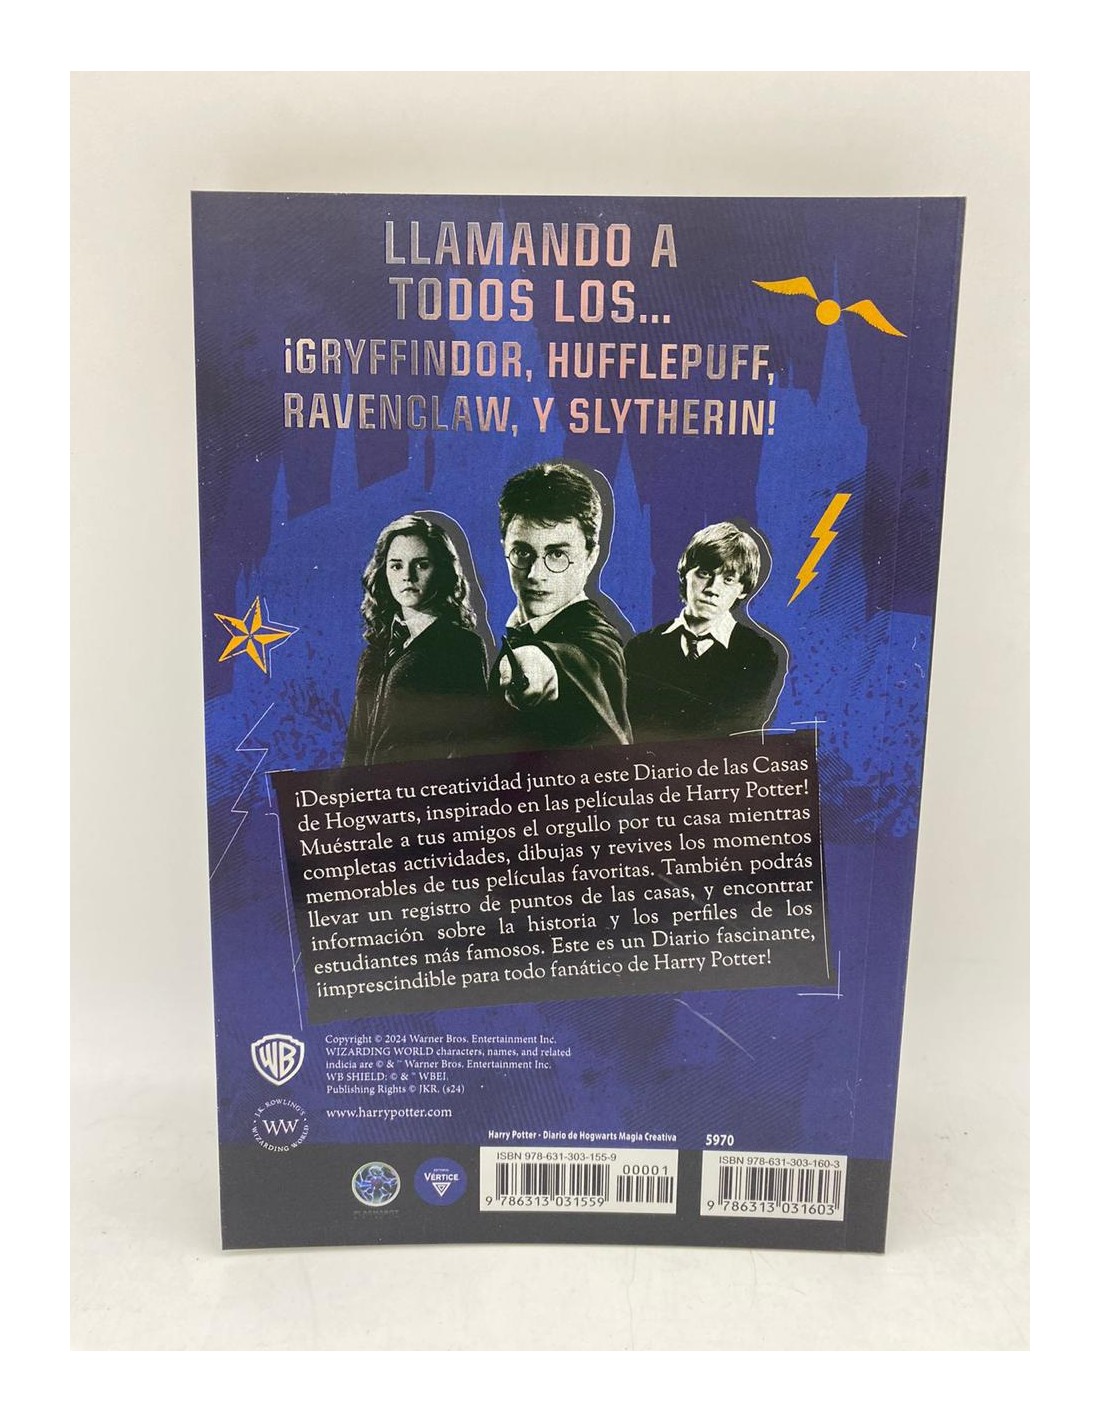 LLAMANDO A
TODOS LOS...
¡GRYFFINDOR, HUFFLEPUFF,
RAVENCLAW, Y SLYTHERIN!
¡Despierta tu creatividad junto a este Diario de las Casas
de Hogwarts, inspirado en las películas de Harry Potter!
Muéstrale a tus amigos el orgullo por tu casa mientras
completas actividades, dibujas y revives los momentos
memorables de tus películas favoritas. También podrás
llevar un registro de puntos de las casas, y encontrar
información sobre la historia y los perfiles de los
estudiantes más famosos. Este es un Diario fascinante,
¡imprescindible para todo fanático de Harry Potter!
WB
Copyright © 2024 Warner Bros. Entertainment Inc.
WIZARDING WORLD characters, names, and related
indicia are © & ™ Warner Bros. Entertainment Inc.
WB SHIELD: © & ™ WBEI.
Publishing Rights © JKR. (s24)
J.K. ROWLING'S
WW
WIZARDING WORLD
www.harrypotter.com
Harry Potter - Diario de Hogwarts Magia Creativa
5970
VÉRTICE
ISBN 978-631-303-155-9
00001
9 786313 031559
ISBN 978-631-303-160-3
9 786313 031603